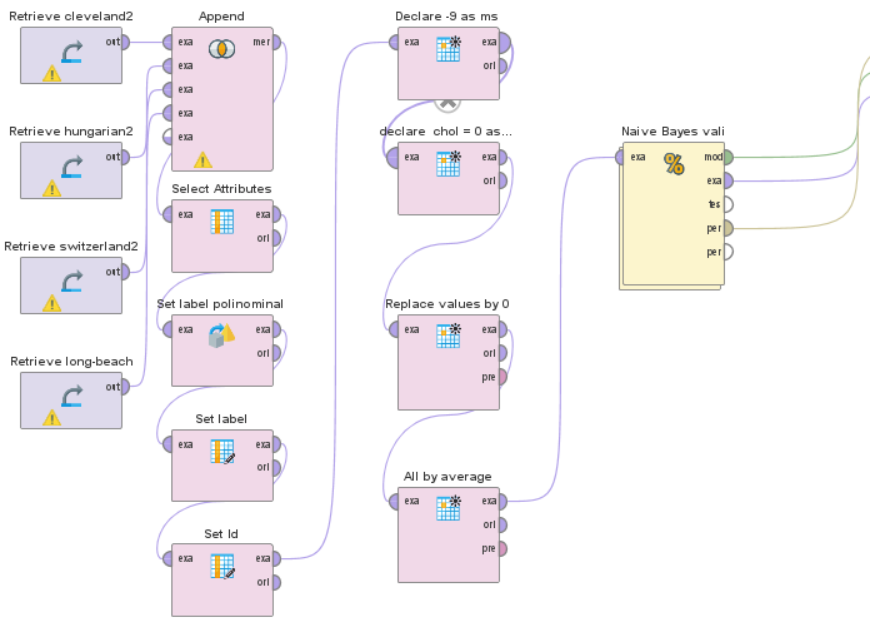 Retrieve cleveland2
out
Append
exa
mer
exa
exa
exa
exa
Retrieve hungarian2
out
Retrieve switzerland2
out
Retrieve long-beach
out
Select Attributes
exa
exa
ori
Set label polinominal
exa
exa
ori
Set label
exa
exa
ori
Set Id
exa
exa
ori
Declare -9 as ms
exa
exa
ori
declare chol = 0 as...
exa
exa
ori
Replace values by 0
exa
exa
ori
pre
All by average
exa
exa
ori
pre
Naive Bayes vali
exa
%
mod
exa
tes
per
per